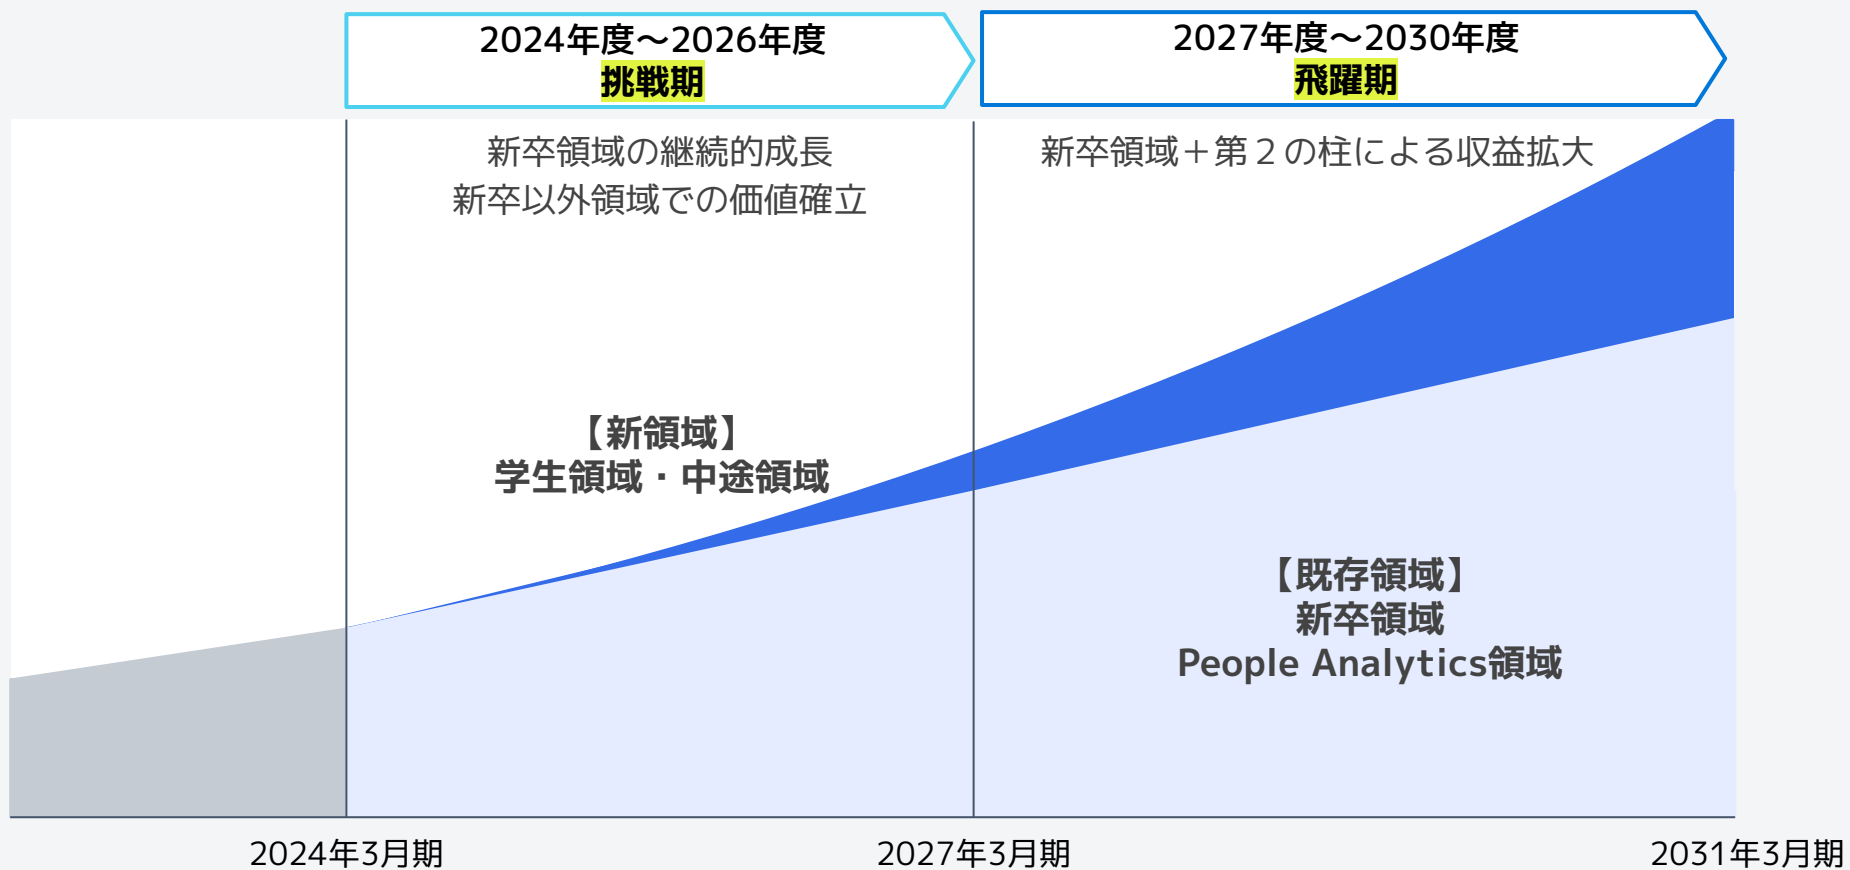 2024年度～2026年度
挑戦期
2027年度～2030年度
飛躍期
新卒領域の継続的成長
新卒以外領域での価値確立
新卒領域＋第２の柱による収益拡大
【新領域】
学生領域・中途領域
【既存領域】
新卒領域
People Analytics領域
2024年3月期
2027年3月期
2031年3月期